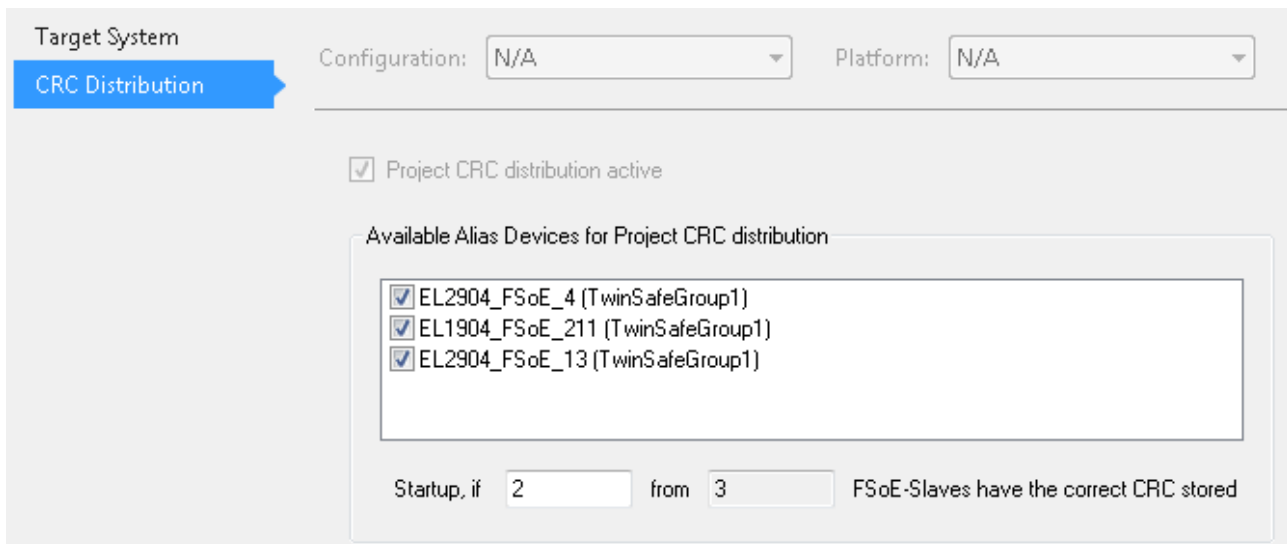 Target System
CRC Distribution
Configuration: N/A Platform: N/A
Project CRC distribution active
Available Alias Devices for Project CRC distribution
EL2904_FSoE_4 (TwinSafeGroup1)
EL1904_FSoE_211 (TwinSafeGroup1)
EL2904_FSoE_13 (TwinSafeGroup1)
Startup, if 2 from 3 FSoE-Slaves have the correct CRC stored